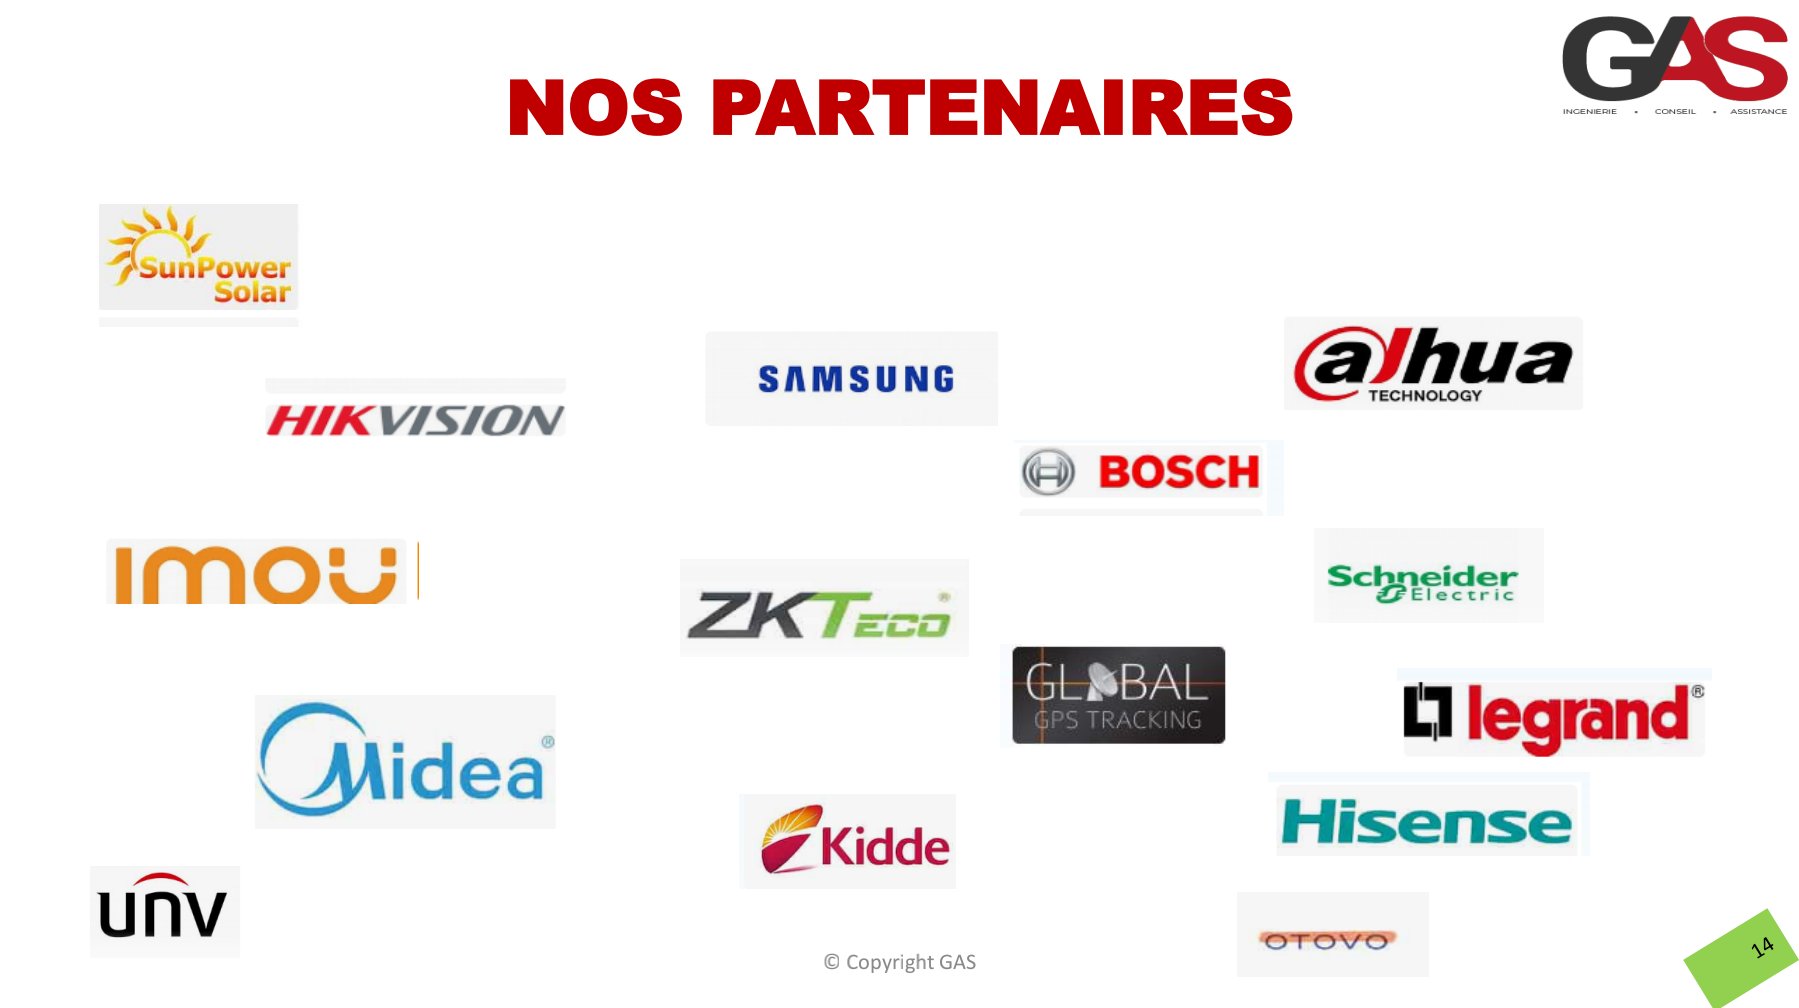 GAS
INGENIERIE • CONSEIL • ASSISTANCE
NOS PARTENAIRES
SunPower
Solar
HIKVISION
SAMSUNG
alhua
TECHNOLOGY
BOSCH
imou
ZKTECO®
Schneider
Electric
GLOBAL
GPS TRACKING
legrand®
Midea®
Kidde
Hisense
unv
OTOVO
© Copyright GAS
14